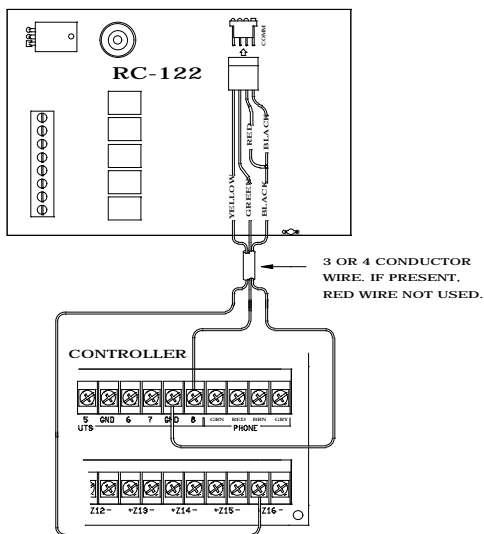 COMM
RC-122
RED
BLACK
YELLOW
GREEN
BLACK
3 OR 4 CONDUCTOR
WIRE. IF PRESENT,
RED WIRE NOT USED.
CONTROLLER
5 GND 6 7 GND 8 GRN RED BRN GRY
UTS PHONE
Z12- +Z13- +Z14- +Z15- +Z16-